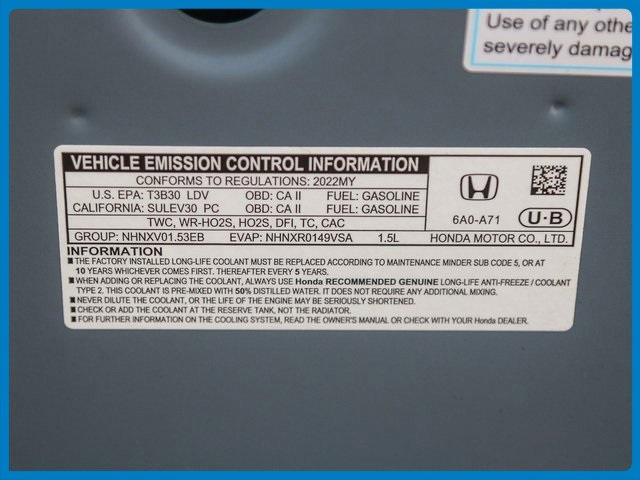 Use of any othe
severely damag
VEHICLE EMISSION CONTROL INFORMATION
CONFORMS TO REGULATIONS: 2022MY
U.S. EPA: T3B30 LDV OBD: CA II FUEL: GASOLINE
CALIFORNIA: SULEV30 PC OBD: CA II FUEL: GASOLINE
TWC, WR-HO2S, HO2S, DFI, TC, CAC
GROUP: NHNXV01.53EB EVAP: NHNXR0149VSA 1.5L
6A0-A71
U·B
HONDA MOTOR CO., LTD.
INFORMATION
■ THE FACTORY INSTALLED LONG-LIFE COOLANT MUST BE REPLACED ACCORDING TO MAINTENANCE MINDER SUB CODE 5, OR AT
10 YEARS WHICHEVER COMES FIRST. THEREAFTER EVERY 5 YEARS.
■ WHEN ADDING OR REPLACING THE COOLANT, ALWAYS USE Honda RECOMMENDED GENUINE LONG-LIFE ANTI-FREEZE / COOLANT
TYPE 2. THIS COOLANT IS PRE-MIXED WITH 50% DISTILLED WATER. IT DOES NOT REQUIRE ANY ADDITIONAL MIXING.
■ NEVER DILUTE THE COOLANT, OR THE LIFE OF THE ENGINE MAY BE SERIOUSLY SHORTENED.
■ CHECK OR ADD THE COOLANT AT THE RESERVE TANK, NOT THE RADIATOR.
■ FOR FURTHER INFORMATION ON THE COOLING SYSTEM, READ THE OWNER'S MANUAL OR CHECK WITH YOUR Honda DEALER.